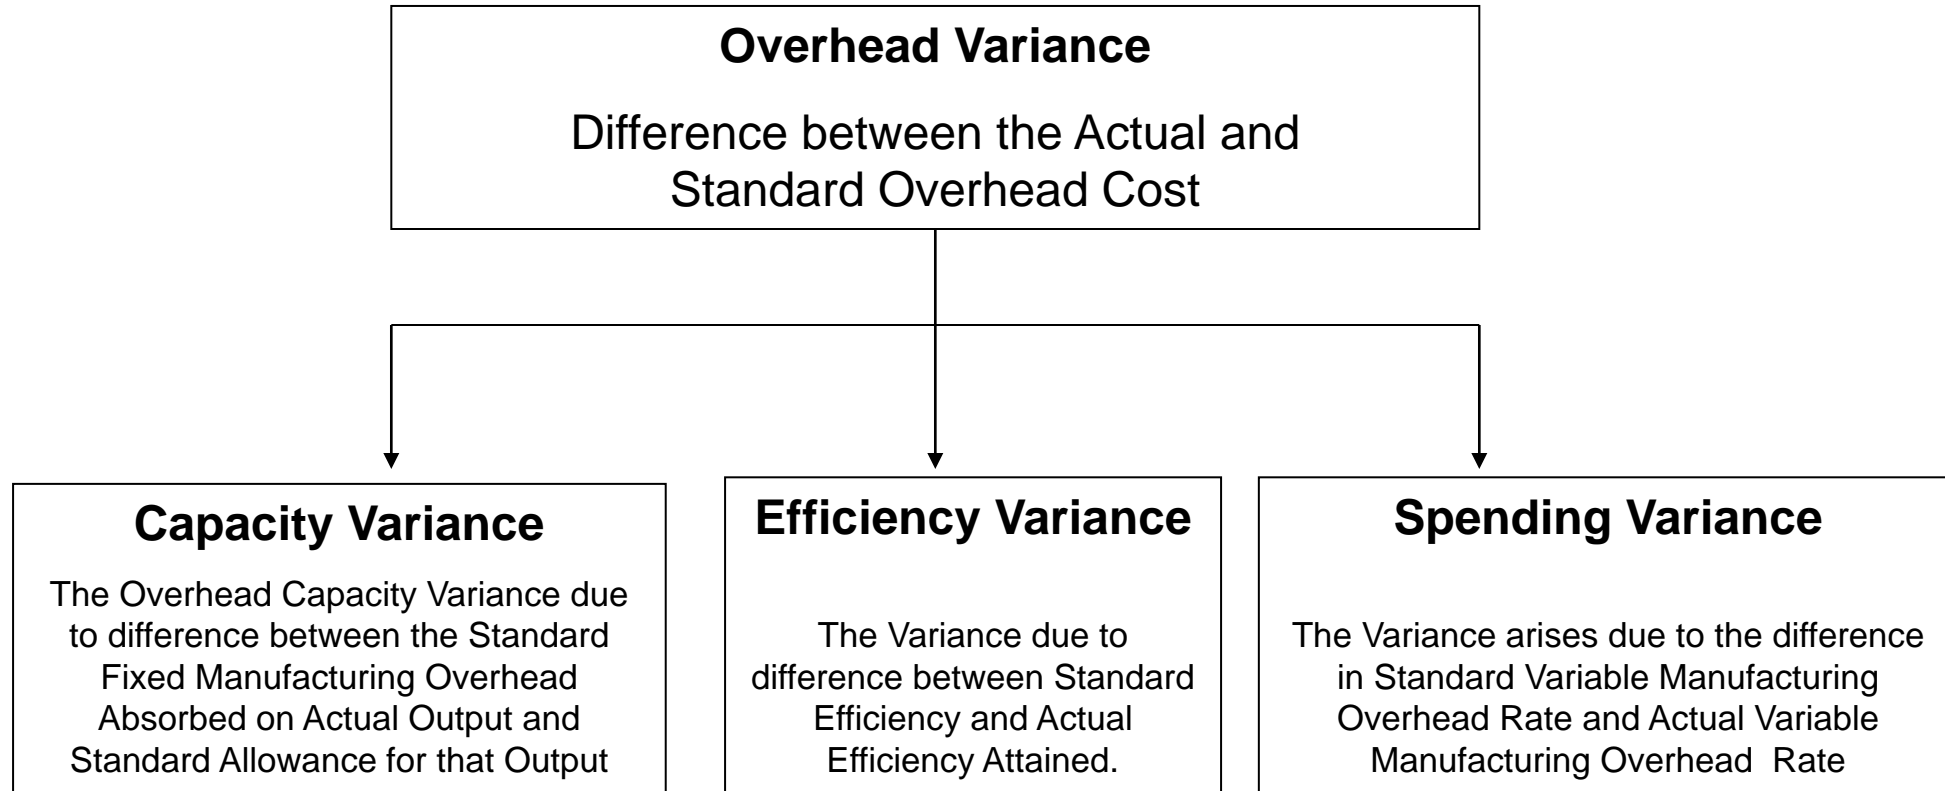 Overhead Variance
Difference between the Actual and
Standard Overhead Cost
Capacity Variance
The Overhead Capacity Variance due
to difference between the Standard
Fixed Manufacturing Overhead
Absorbed on Actual Output and
Standard Allowance for that Output
Efficiency Variance
The Variance due to
difference between Standard
Efficiency and Actual
Efficiency Attained.
Spending Variance
The Variance arises due to the difference
in Standard Variable Manufacturing
Overhead Rate and Actual Variable
Manufacturing Overhead  Rate